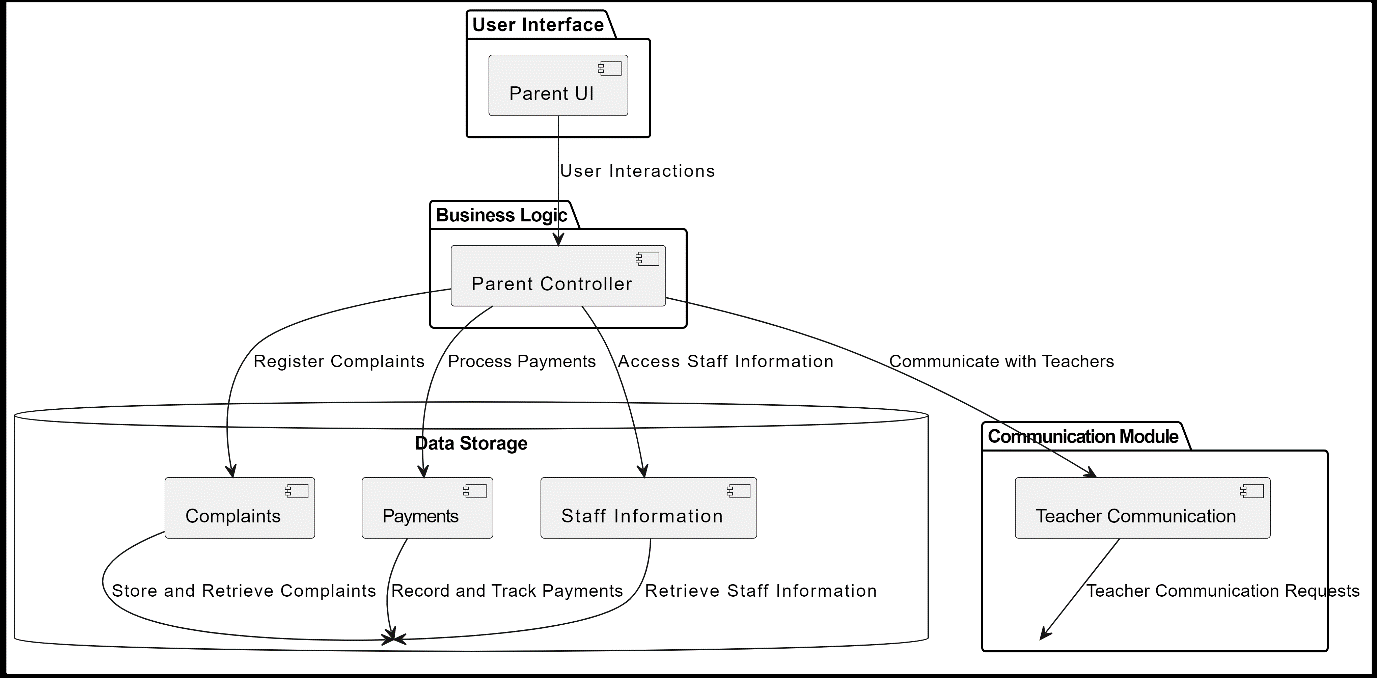 User Interface
Parent UI
User Interactions
Business Logic
Parent Controller
Register Complaints
Process Payments
Access Staff Information
Communicate with Teachers
Data Storage
Communication Module
Complaints
Payments
Staff Information
Teacher Communication
Store and Retrieve Complaints
Record and Track Payments
Retrieve Staff Information
Teacher Communication Requests